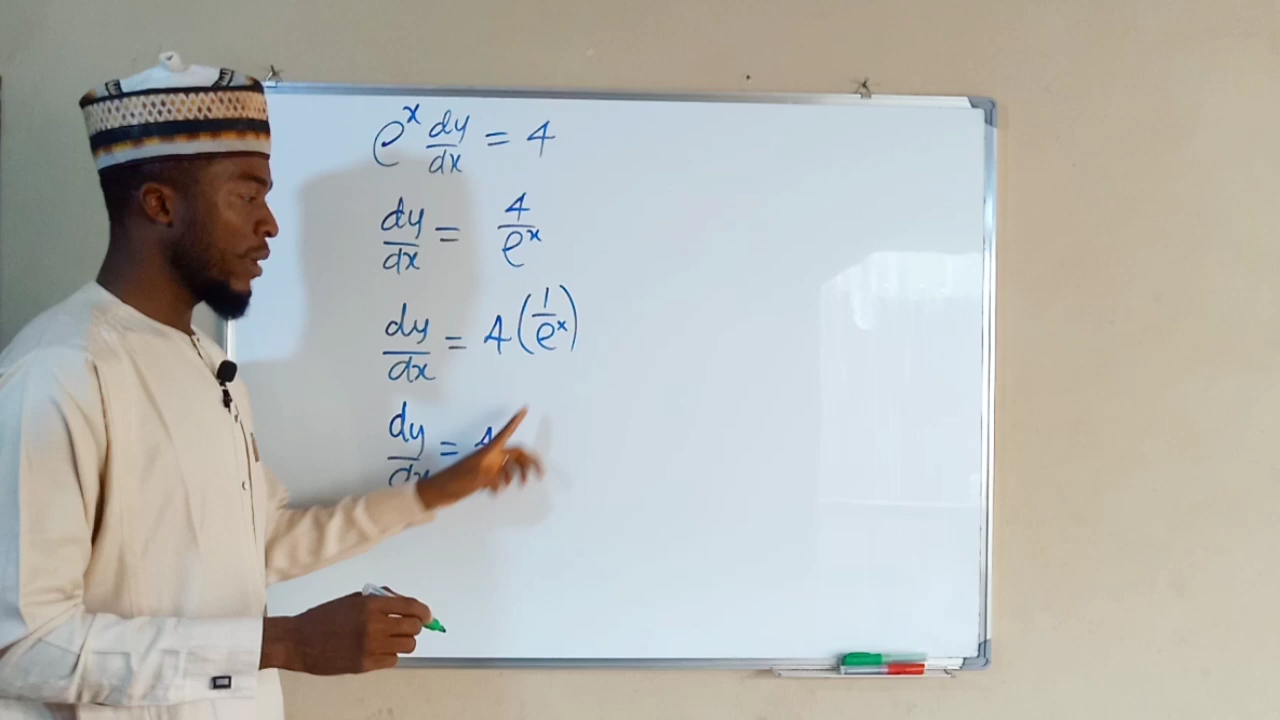 e^x dy/dx = 4
dy/dx = 4/e^x
dy/dx = 4(1/e^x)
dy/dx = 4